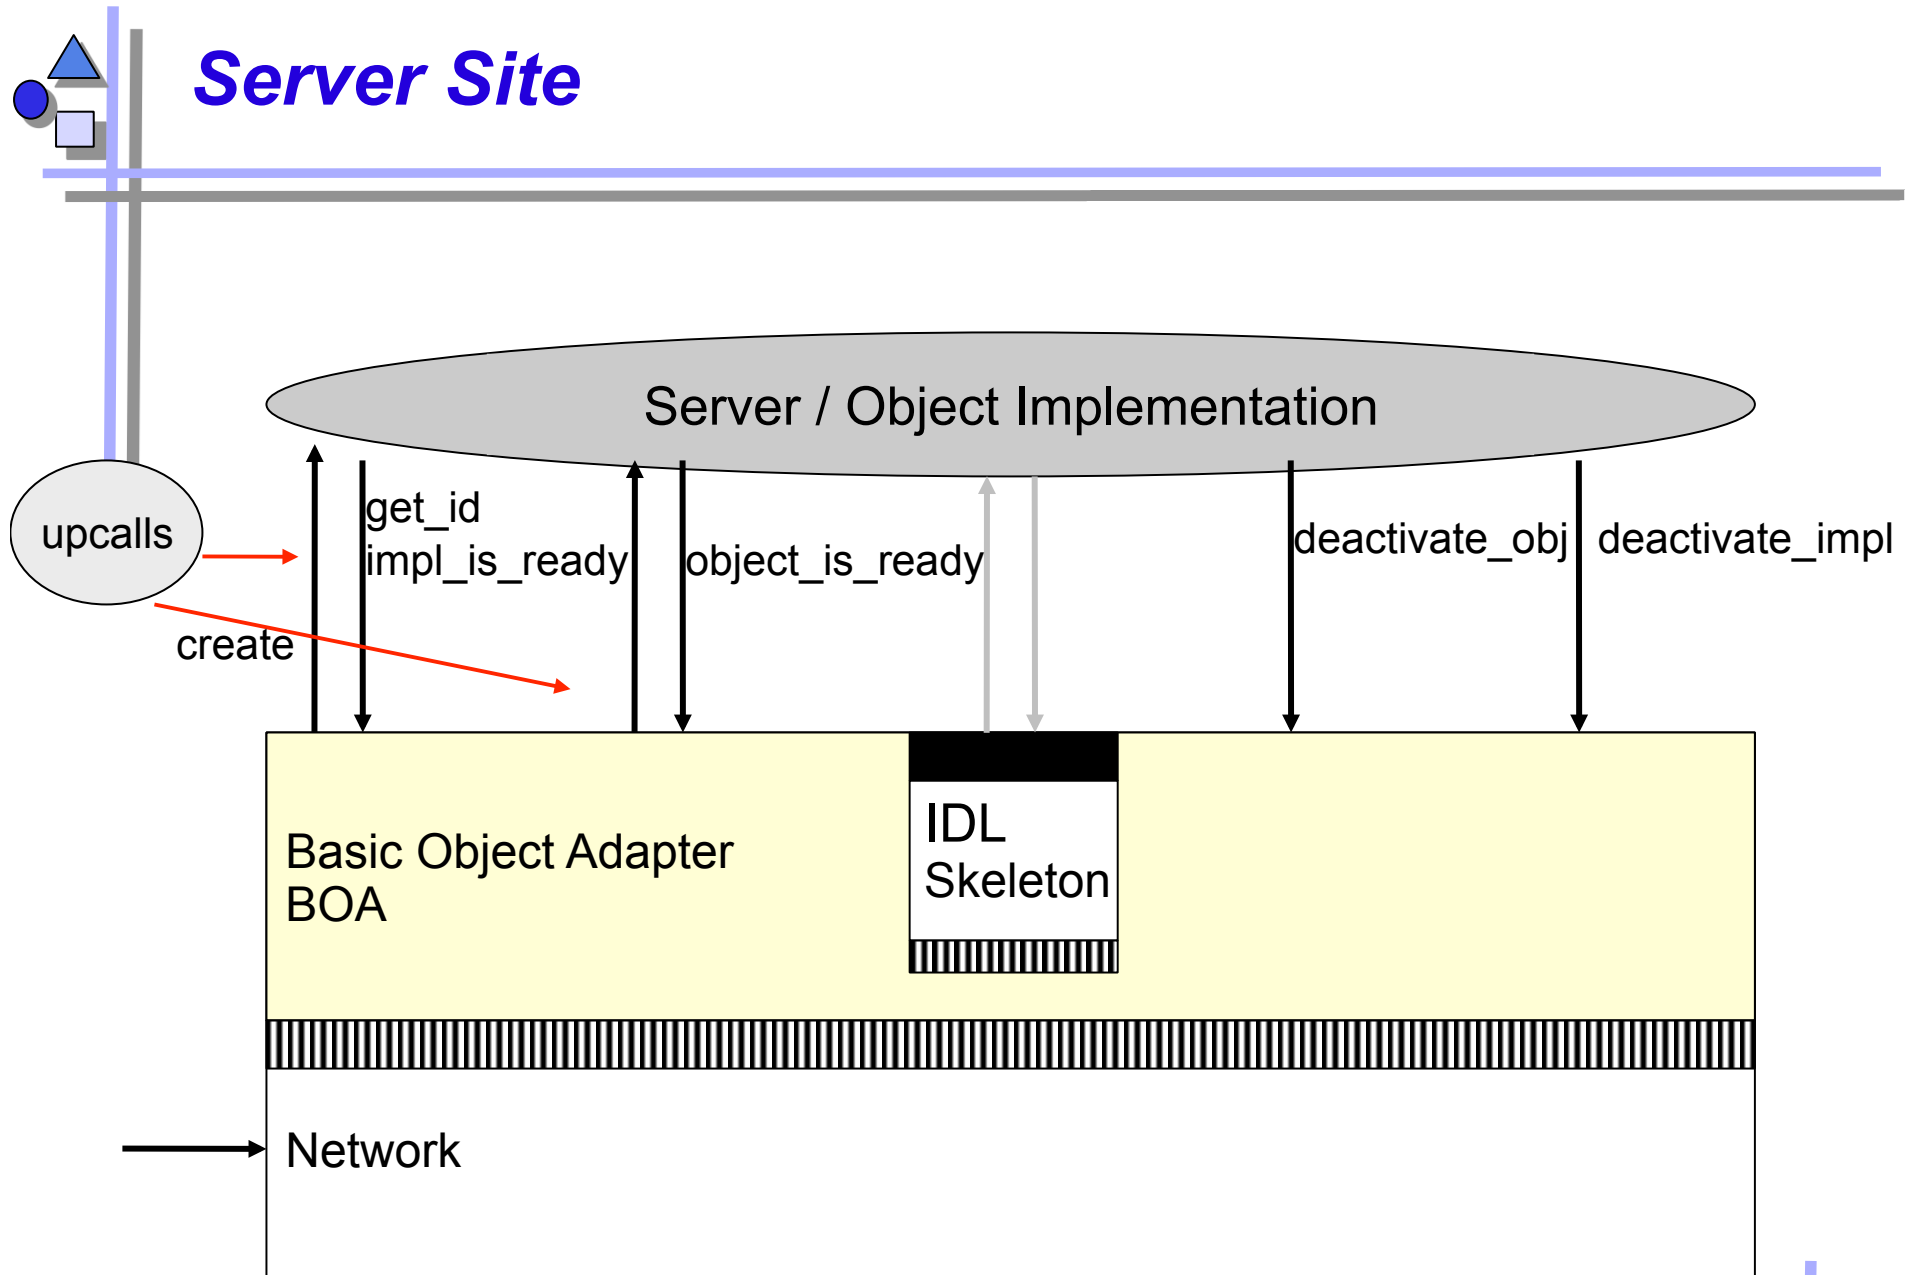 Server Site
Server / Object Implementation
upcalls
get_id
impl_is_ready
object_is_ready
deactivate_obj
deactivate_impl
create
Basic Object Adapter
BOA
IDL
Skeleton
Network